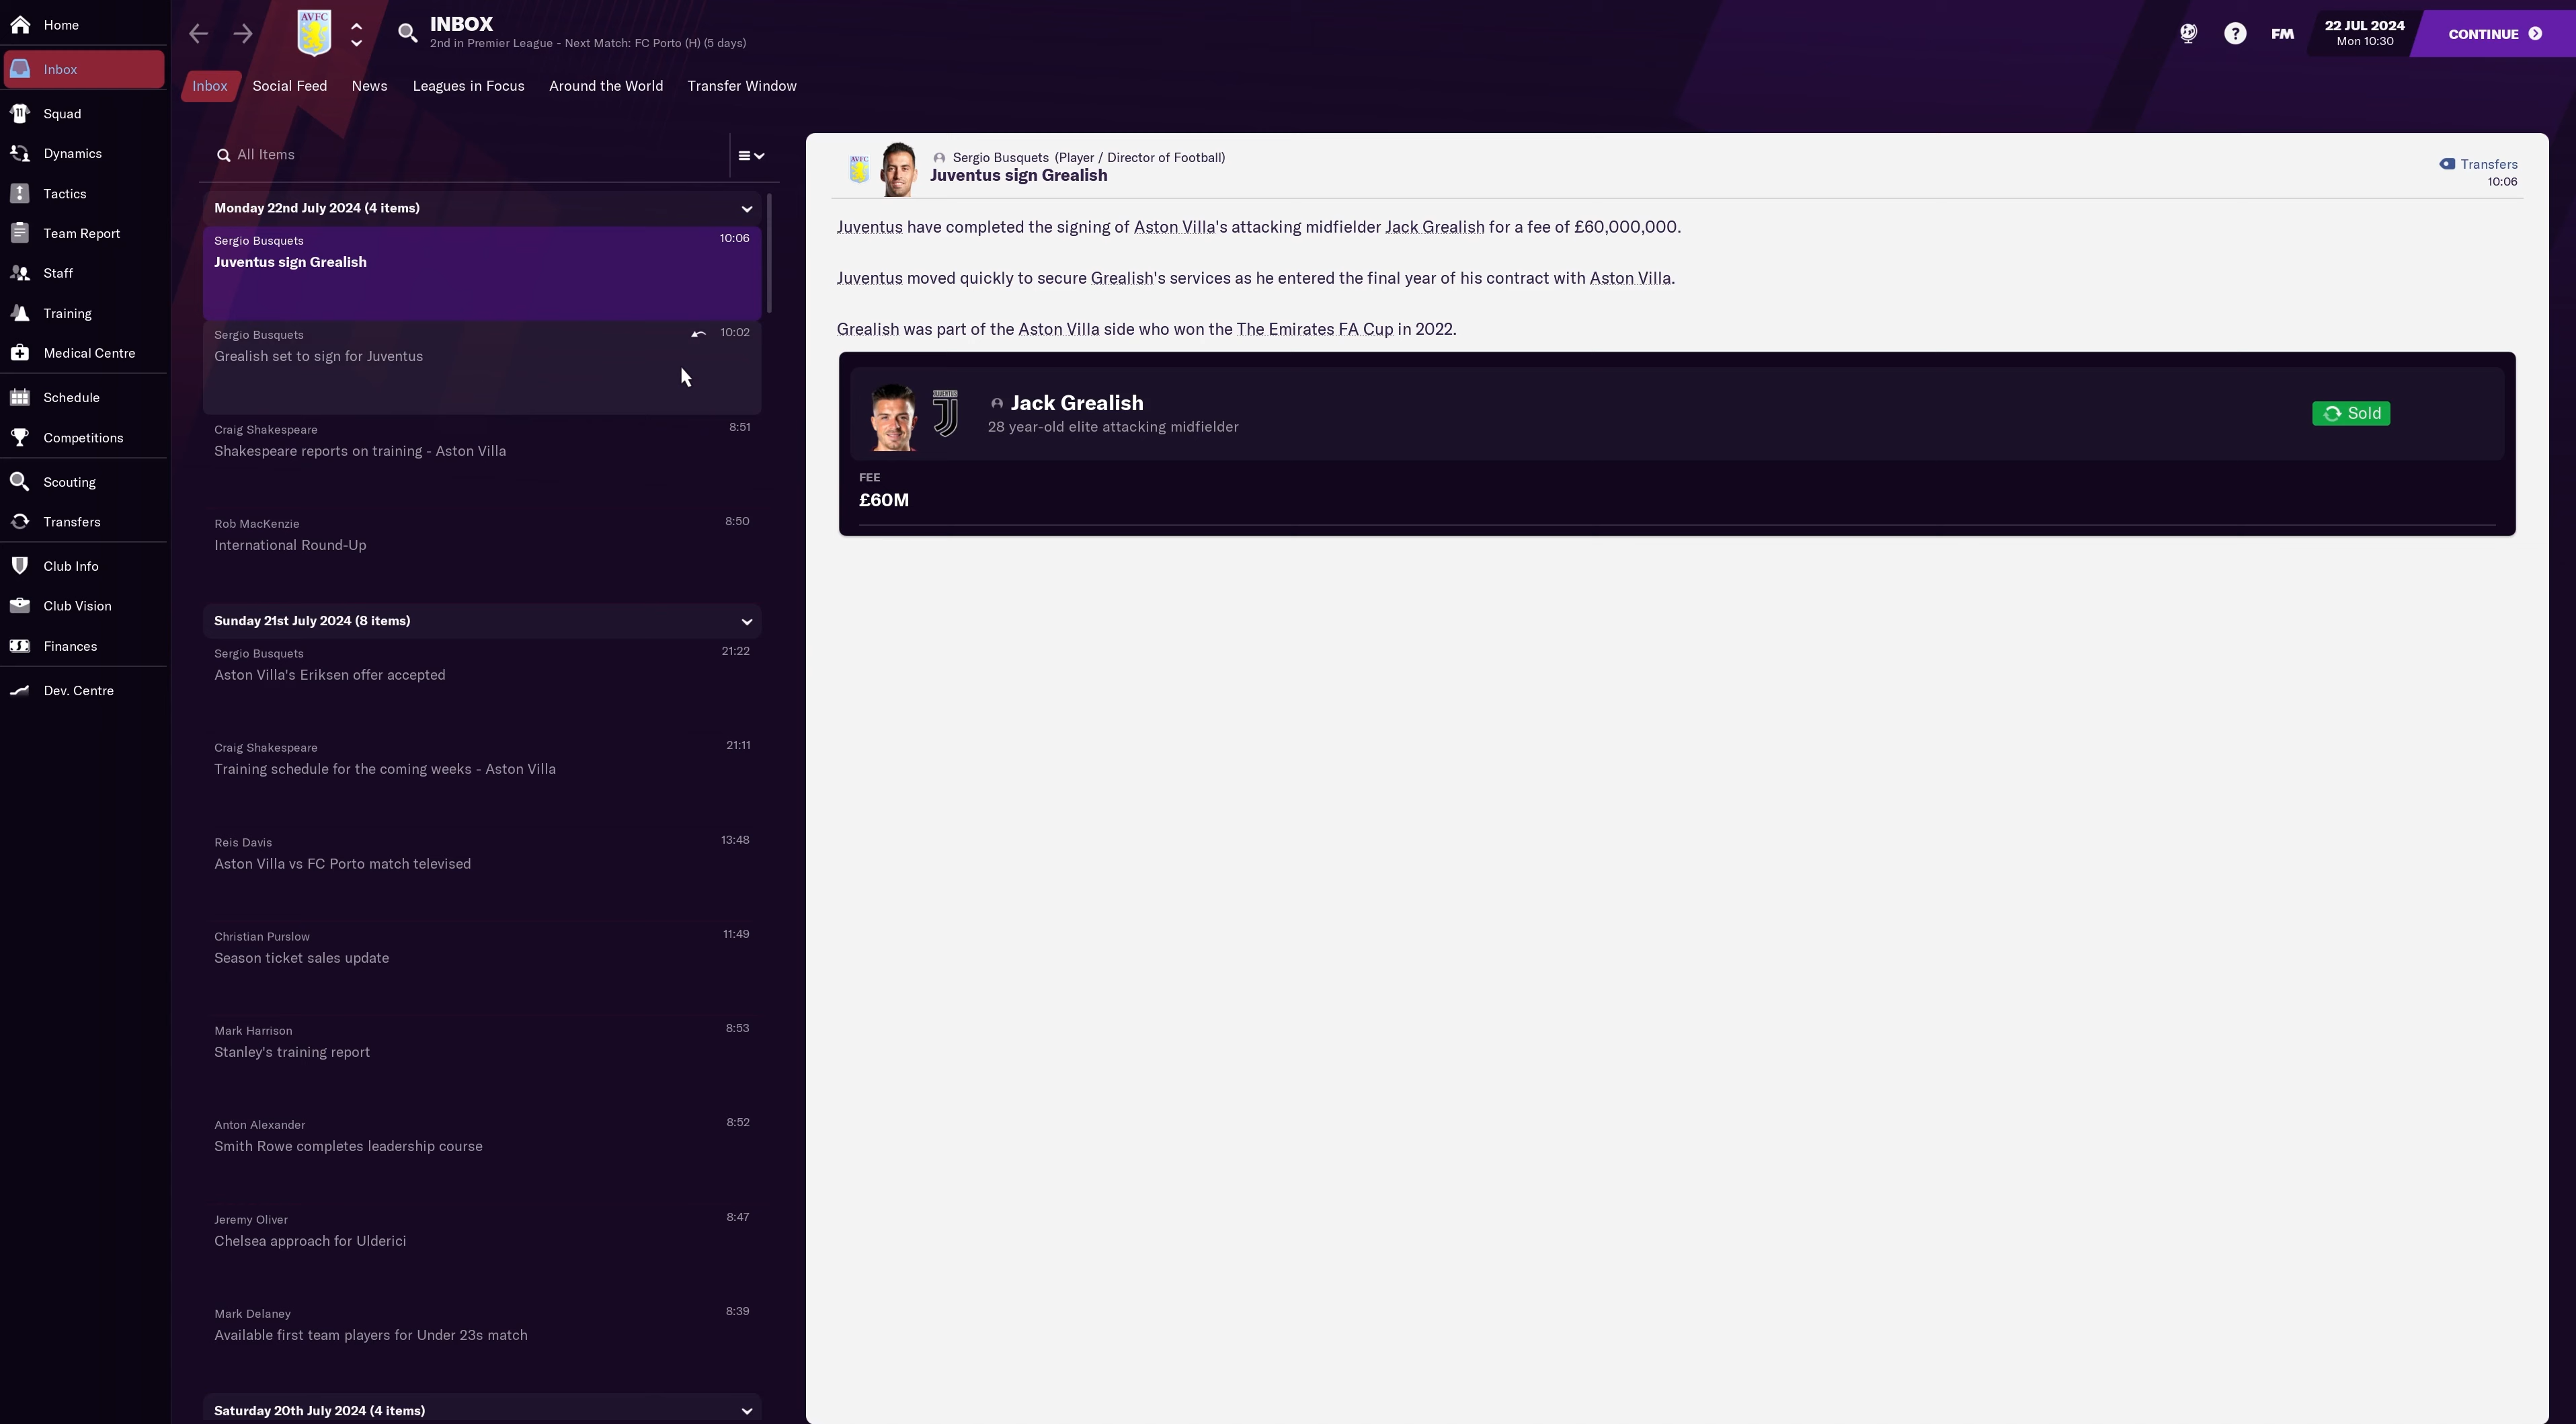 Home
Inbox
Squad
Dynamics
Tactics
Team Report
Staff
Training
Medical Centre
Schedule
Competitions
Scouting
Transfers
Club Info
Club Vision
Finances
Dev. Centre
AVFC
INBOX
2nd in Premier League - Next Match: FC Porto (H) (5 days)
?
FM
22 JUL 2024
Mon 10:30
CONTINUE
Inbox Social Feed News Leagues in Focus Around the World Transfer Window
All Items
Monday 22nd July 2024 (4 items)
Sergio Busquets 10:06
Juventus sign Grealish
Sergio Busquets 10:02
Grealish set to sign for Juventus
Craig Shakespeare 8:51
Shakespeare reports on training - Aston Villa
Rob MacKenzie 8:50
International Round-Up
Sunday 21st July 2024 (8 items)
Sergio Busquets 21:22
Aston Villa's Eriksen offer accepted
Craig Shakespeare 21:11
Training schedule for the coming weeks - Aston Villa
Reis Davis 13:48
Aston Villa vs FC Porto match televised
Christian Purslow 11:49
Season ticket sales update
Mark Harrison 8:53
Stanley's training report
Anton Alexander 8:52
Smith Rowe completes leadership course
Jeremy Oliver 8:47
Chelsea approach for Ulderici
Mark Delaney 8:39
Available first team players for Under 23s match
Saturday 20th July 2024 (4 items)
AVFC
Sergio Busquets (Player / Director of Football)
Juventus sign Grealish
Transfers
10:06
Juventus have completed the signing of Aston Villa's attacking midfielder Jack Grealish for a fee of £60,000,000.
Juventus moved quickly to secure Grealish's services as he entered the final year of his contract with Aston Villa.
Grealish was part of the Aston Villa side who won the The Emirates FA Cup in 2022.
JUVENTUS
Jack Grealish
28 year-old elite attacking midfielder
Sold
FEE
£60M